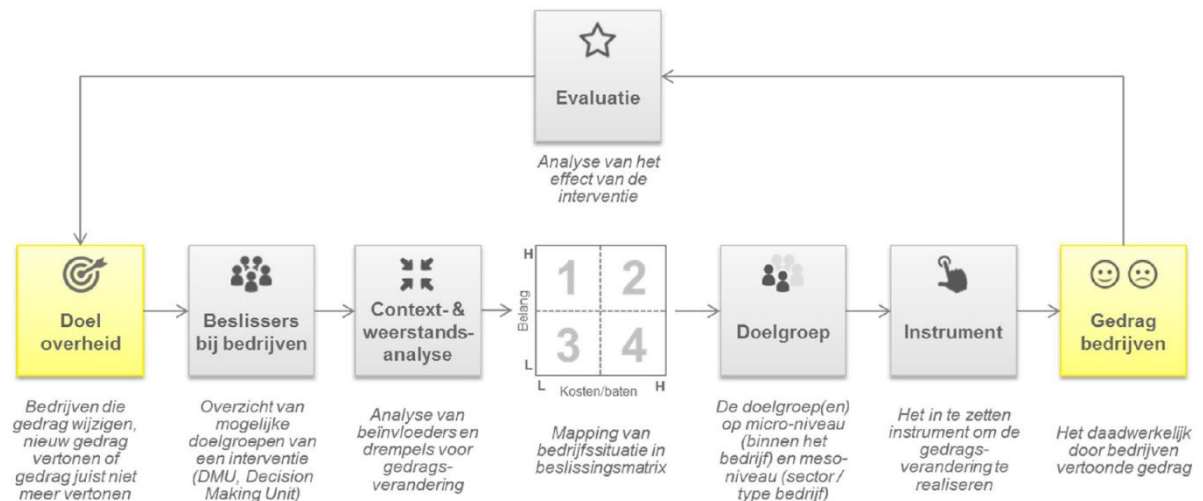 Evaluatie
Analyse van het
effect van de
interventie
Doel
overheid
Bedrijven die
gedrag wijzigen,
nieuw gedrag
vertonen of
gedrag juist niet
meer vertonen
Beslissers
bij bedrijven
Overzicht van
mogelijke
doelgroepen van
een interventie
(DMU, Decision
Making Unit)
Context- &
weerstands-
analyse
Analyse van
beïnvloeders en
drempels voor
gedrags-
verandering
H
Belang
L
1 2
3 4
L H
Kosten/baten
Mapping van
bedrijfssituatie in
beslissingsmatrix
Doelgroep
De doelgroep(en)
op micro-niveau
(binnen het
bedrijf) en meso-
niveau (sector /
type bedrijf)
Instrument
Het in te zetten
instrument om de
gedrags-
verandering te
realiseren
Gedrag
bedrijven
Het daadwerkelijk
door bedrijven
vertoonde gedrag